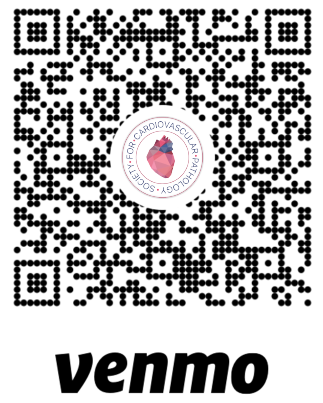 SOCIETY • FOR • CARDIOVASCULAR • PATHOLOGY •
venmo